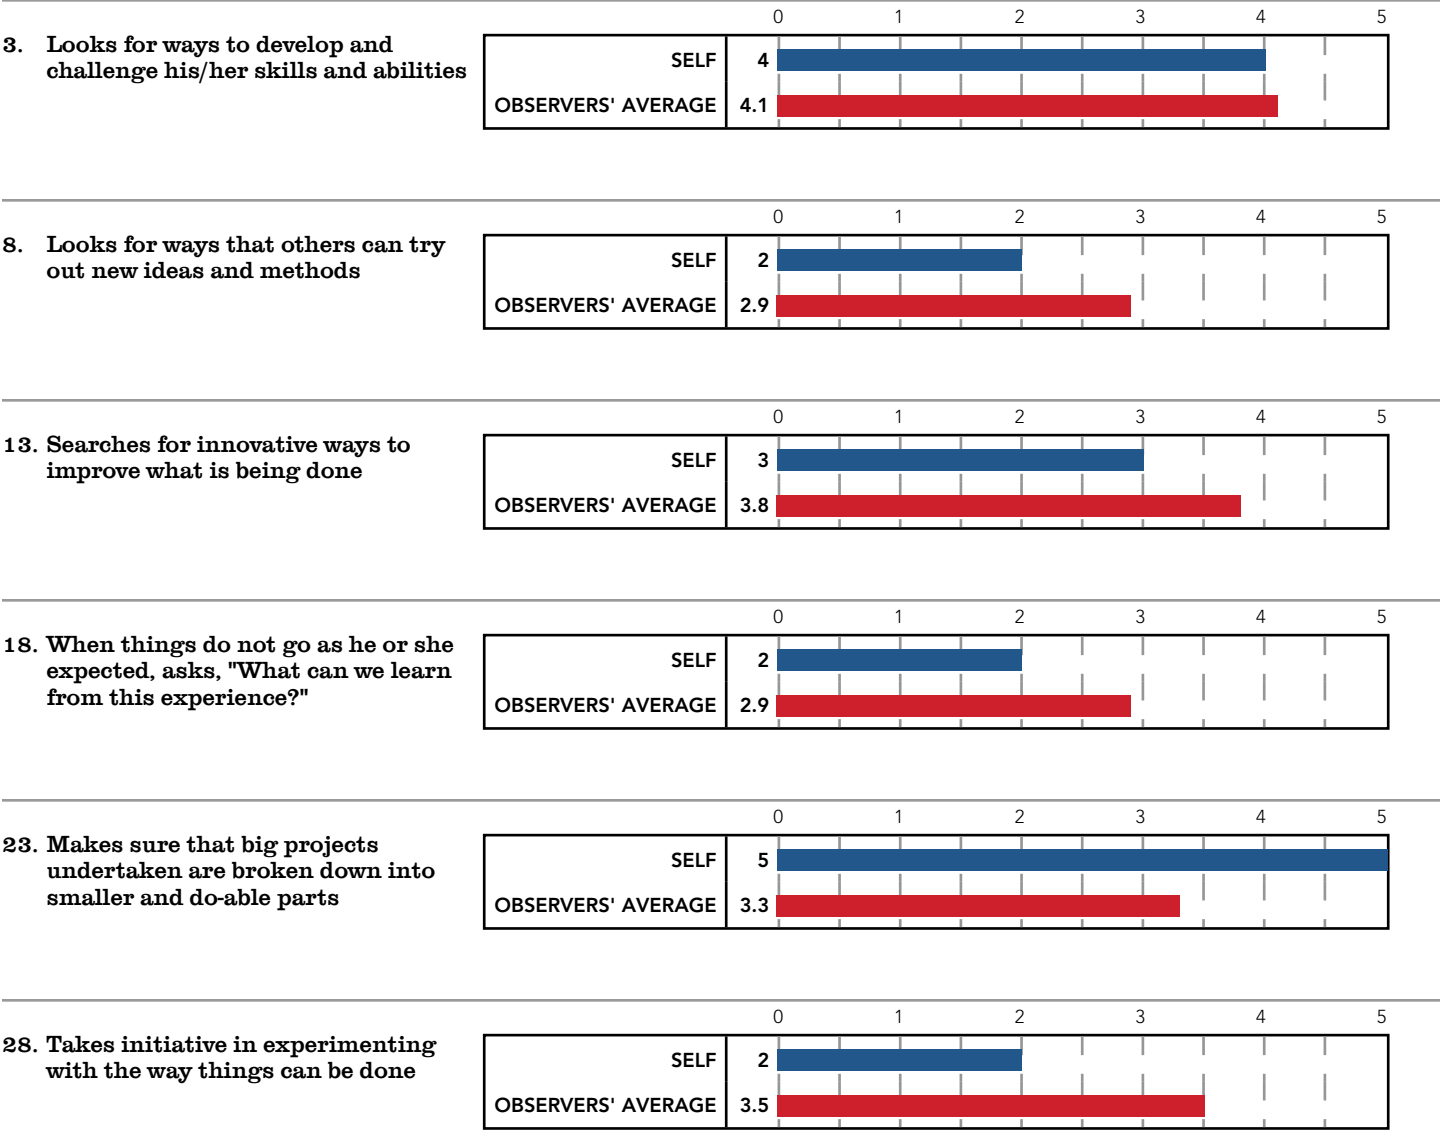 0 1 2 3 4 5
3. Looks for ways to develop and
challenge his/her skills and abilities
SELF 4
OBSERVERS' AVERAGE 4.1
0 1 2 3 4 5
8. Looks for ways that others can try
out new ideas and methods
SELF 2
OBSERVERS' AVERAGE 2.9
0 1 2 3 4 5
13. Searches for innovative ways to
improve what is being done
SELF 3
OBSERVERS' AVERAGE 3.8
0 1 2 3 4 5
18. When things do not go as he or she
expected, asks, "What can we learn
from this experience?"
SELF 2
OBSERVERS' AVERAGE 2.9
0 1 2 3 4 5
23. Makes sure that big projects
undertaken are broken down into
smaller and do-able parts
SELF 5
OBSERVERS' AVERAGE 3.3
0 1 2 3 4 5
28. Takes initiative in experimenting
with the way things can be done
SELF 2
OBSERVERS' AVERAGE 3.5